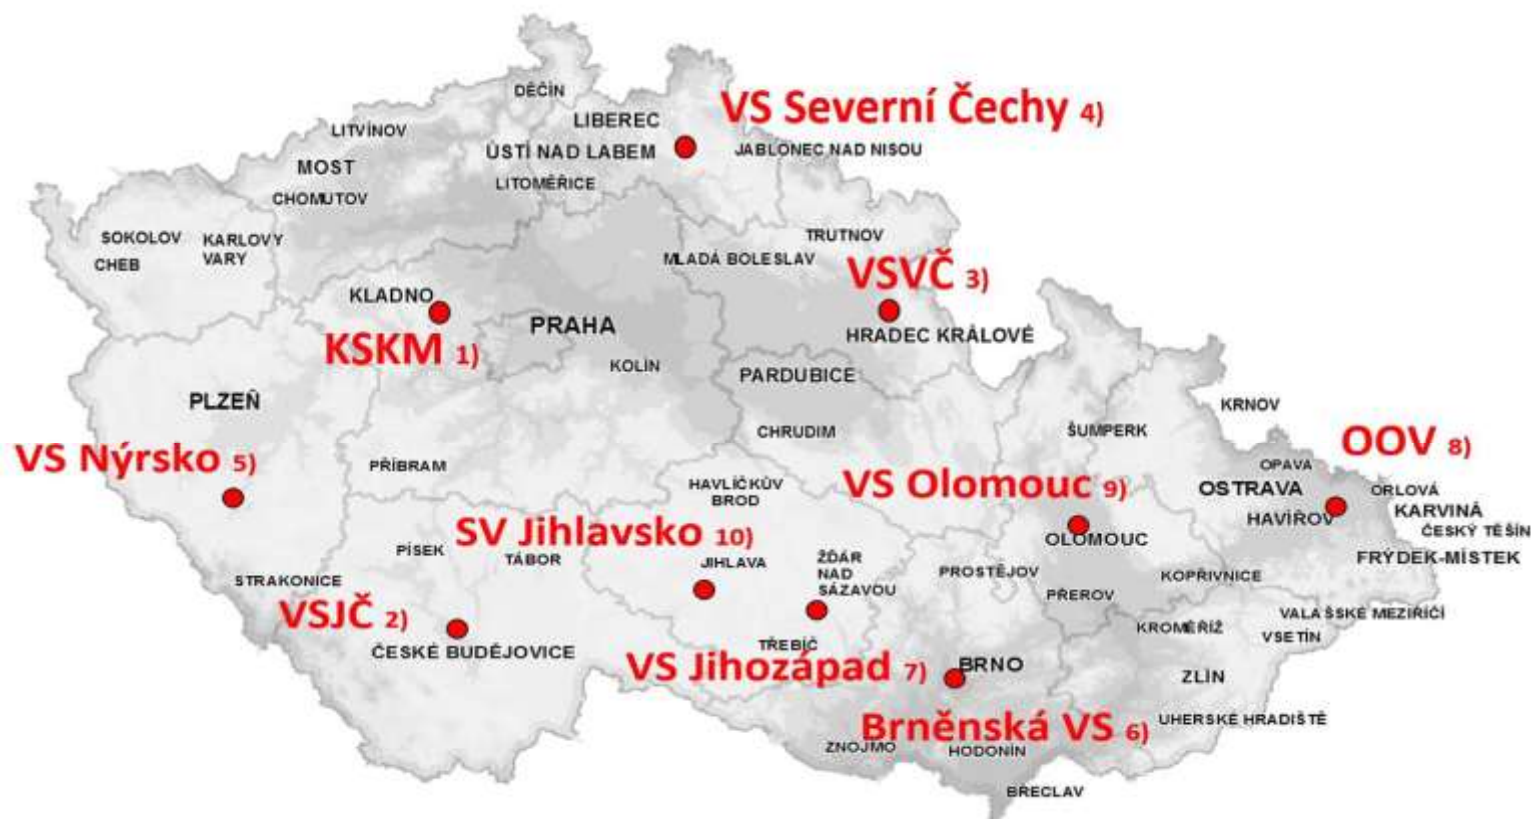 DĚČÍN
VS Severní Čechy 4)
LIBEREC
LITVÍNOV
ÚSTÍ NAD LABEM
JABLONEC NAD NISOU
MOST
LITOMĚŘICE
CHOMUTOV
SOKOLOV
KARLOVY
VARY
CHEB
TRUTNOV
MLADÁ BOLESLAV
VSVČ 3)
KLADNO
PRAHA
HRADEC KRÁLOVÉ
KSKM 1)
KOLÍN
PARDUBICE
PLZEŇ
KRNOV
CHRUDIM
ŠUMPERK
OOV 8)
VS Nýrsko 5)
PŘÍBRAM
OPAVA
HAVLÍČKŮV
BROD
VS Olomouc 9)
OSTRAVA
ORLOVÁ
KARVINÁ
HAVÍŘOV
ČESKÝ TĚŠÍN
SV Jihlavsko 10)
OLOMOUC
PÍSEK
TÁBOR
JIHLAVA
ŽĎÁR
NAD
SÁZAVOU
FRÝDEK-MÍSTEK
PROSTĚJOV
KOPŘIVNICE
STRAKONICE
PŘEROV
VSJČ 2)
VALAŠSKÉ MEZIŘÍČÍ
KROMĚŘÍŽ
VSETÍN
ČESKÉ BUDĚJOVICE
TŘEBÍČ
VS Jihozápad 7)
BRNO
ZLÍN
Brněnská VS 6)
UHERSKÉ HRADIŠTĚ
ZNOJMO
HODONÍN
BŘECLAV